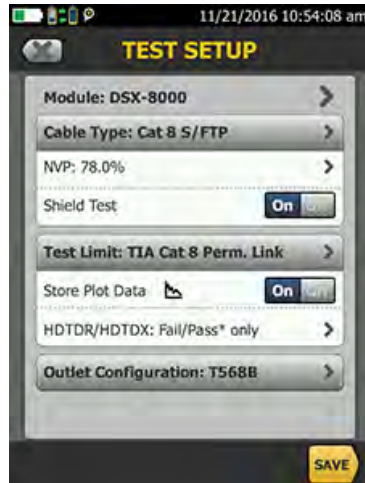 11/21/2016 10:54:08 am
TEST SETUP
Module: DSX-8000
Cable Type: Cat 8 S/FTP
NVP: 78.0%
Shield Test On
Test Limit: TIA Cat 8 Perm. Link
Store Plot Data On
HDTDR/HDTDX: Fail/Pass* only
Outlet Configuration: T568B
SAVE